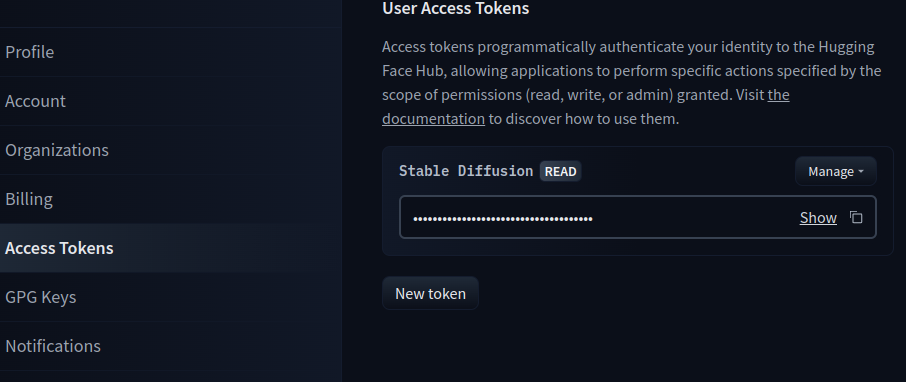 User Access Tokens
Profile
Account
Organizations
Billing
Access Tokens
GPG Keys
Notifications
Access tokens programmatically authenticate your identity to the Hugging
Face Hub, allowing applications to perform specific actions specified by the
scope of permissions (read, write, or admin) granted. Visit the
documentation to discover how to use them.
Stable Diffusion READ
Manage
•••••••••••••••••••••••••••••••••••••
Show
New token